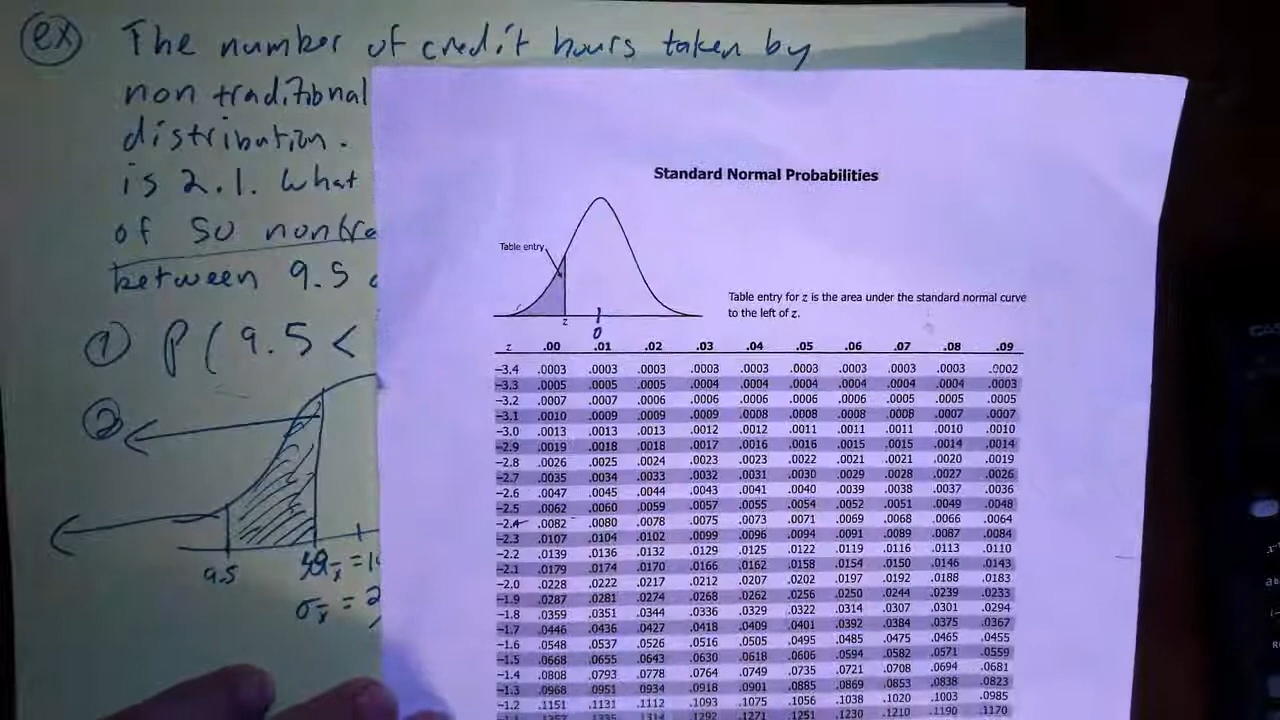 ex The number of credit hours taken by
non traditional
distribution.
is 2.1. What
of 50 nontra
between 9.5
① P(9.5 <
②
9.5
σx̄ = 2
Standard Normal Probabilities
Table entry
z
0
Table entry for z is the area under the standard normal curve
to the left of z.
z .00 .01 .02 .03 .04 .05 .06 .07 .08 .09
−3.4 .0003 .0003 .0003 .0003 .0003 .0003 .0003 .0003 .0003 .0002
−3.3 .0005 .0005 .0005 .0004 .0004 .0004 .0004 .0004 .0004 .0003
−3.2 .0007 .0007 .0006 .0006 .0006 .0006 .0006 .0005 .0005 .0005
−3.1 .0010 .0009 .0009 .0009 .0008 .0008 .0008 .0008 .0007 .0007
−3.0 .0013 .0013 .0013 .0012 .0012 .0011 .0011 .0011 .0010 .0010
−2.9 .0019 .0018 .0018 .0017 .0016 .0016 .0015 .0015 .0014 .0014
−2.8 .0026 .0025 .0024 .0023 .0023 .0022 .0021 .0021 .0020 .0019
−2.7 .0035 .0034 .0033 .0032 .0031 .0030 .0029 .0028 .0027 .0026
−2.6 .0047 .0045 .0044 .0043 .0041 .0040 .0039 .0038 .0037 .0036
−2.5 .0062 .0060 .0059 .0057 .0055 .0054 .0052 .0051 .0049 .0048
−2.4 .0082 .0080 .0078 .0075 .0073 .0071 .0069 .0068 .0066 .0064
−2.3 .0107 .0104 .0102 .0099 .0096 .0094 .0091 .0089 .0087 .0084
−2.2 .0139 .0136 .0132 .0129 .0125 .0122 .0119 .0116 .0113 .0110
−2.1 .0179 .0174 .0170 .0166 .0162 .0158 .0154 .0150 .0146 .0143
−2.0 .0228 .0222 .0217 .0212 .0207 .0202 .0197 .0192 .0188 .0183
−1.9 .0287 .0281 .0274 .0268 .0262 .0256 .0250 .0244 .0239 .0233
−1.8 .0359 .0351 .0344 .0336 .0329 .0322 .0314 .0307 .0301 .0294
−1.7 .0446 .0436 .0427 .0418 .0409 .0401 .0392 .0384 .0375 .0367
−1.6 .0548 .0537 .0526 .0516 .0505 .0495 .0485 .0475 .0465 .0455
−1.5 .0668 .0655 .0643 .0630 .0618 .0606 .0594 .0582 .0571 .0559
−1.4 .0808 .0793 .0778 .0764 .0749 .0735 .0721 .0708 .0694 .0681
−1.3 .0968 .0951 .0934 .0918 .0901 .0885 .0869 .0853 .0838 .0823
−1.2 .1151 .1131 .1112 .1093 .1075 .1056 .1038 .1020 .1003 .0985
.1292 .1271 .1251 .1230 .1210 .1190 .1170